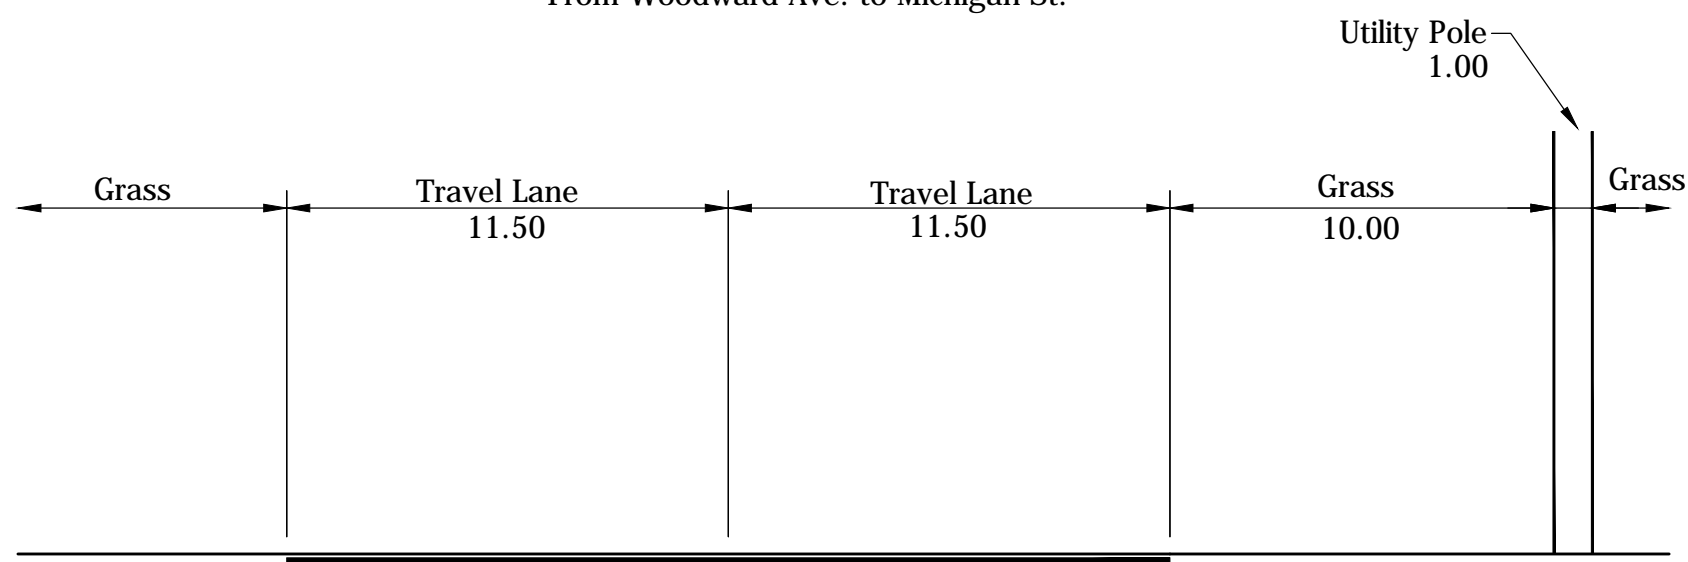 From Woodward Ave. to Michigan St.
Utility Pole
1.00
Grass
Travel Lane
11.50
Travel Lane
11.50
Grass
10.00
Grass